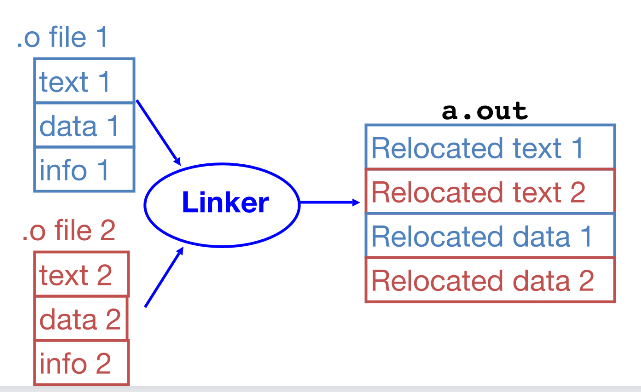 .o file 1
text 1
data 1
info 1
.o file 2
text 2
data 2
info 2
Linker
a.out
Relocated text 1
Relocated text 2
Relocated data 1
Relocated data 2